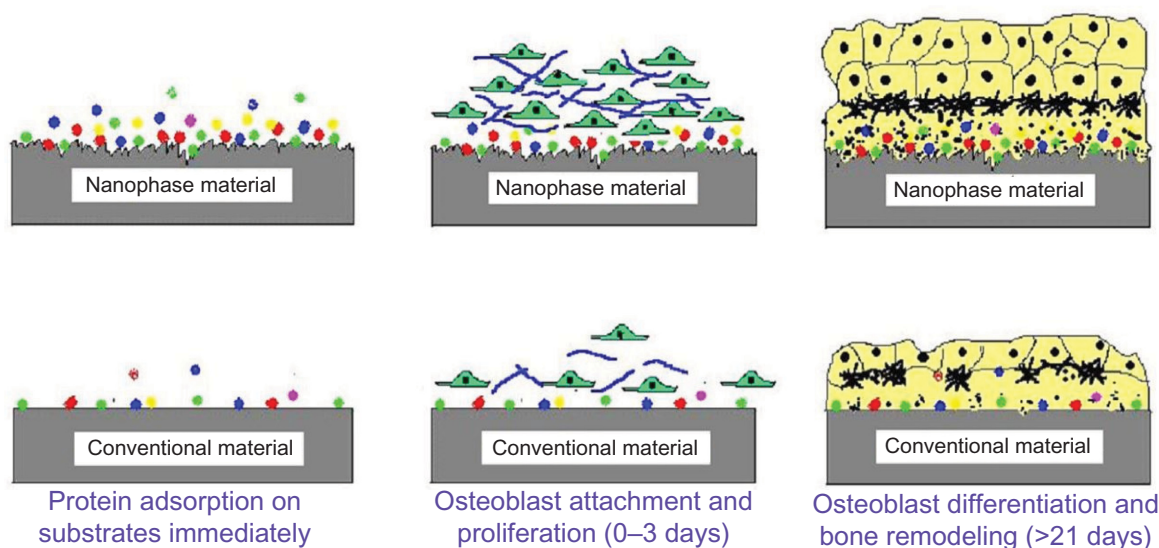 Nanophase material
Nanophase material
Nanophase material
Conventional material
Conventional material
Conventional material
Protein adsorption on
substrates immediately
Osteoblast attachment and
proliferation (0–3 days)
Osteoblast differentiation and
bone remodeling (>21 days)